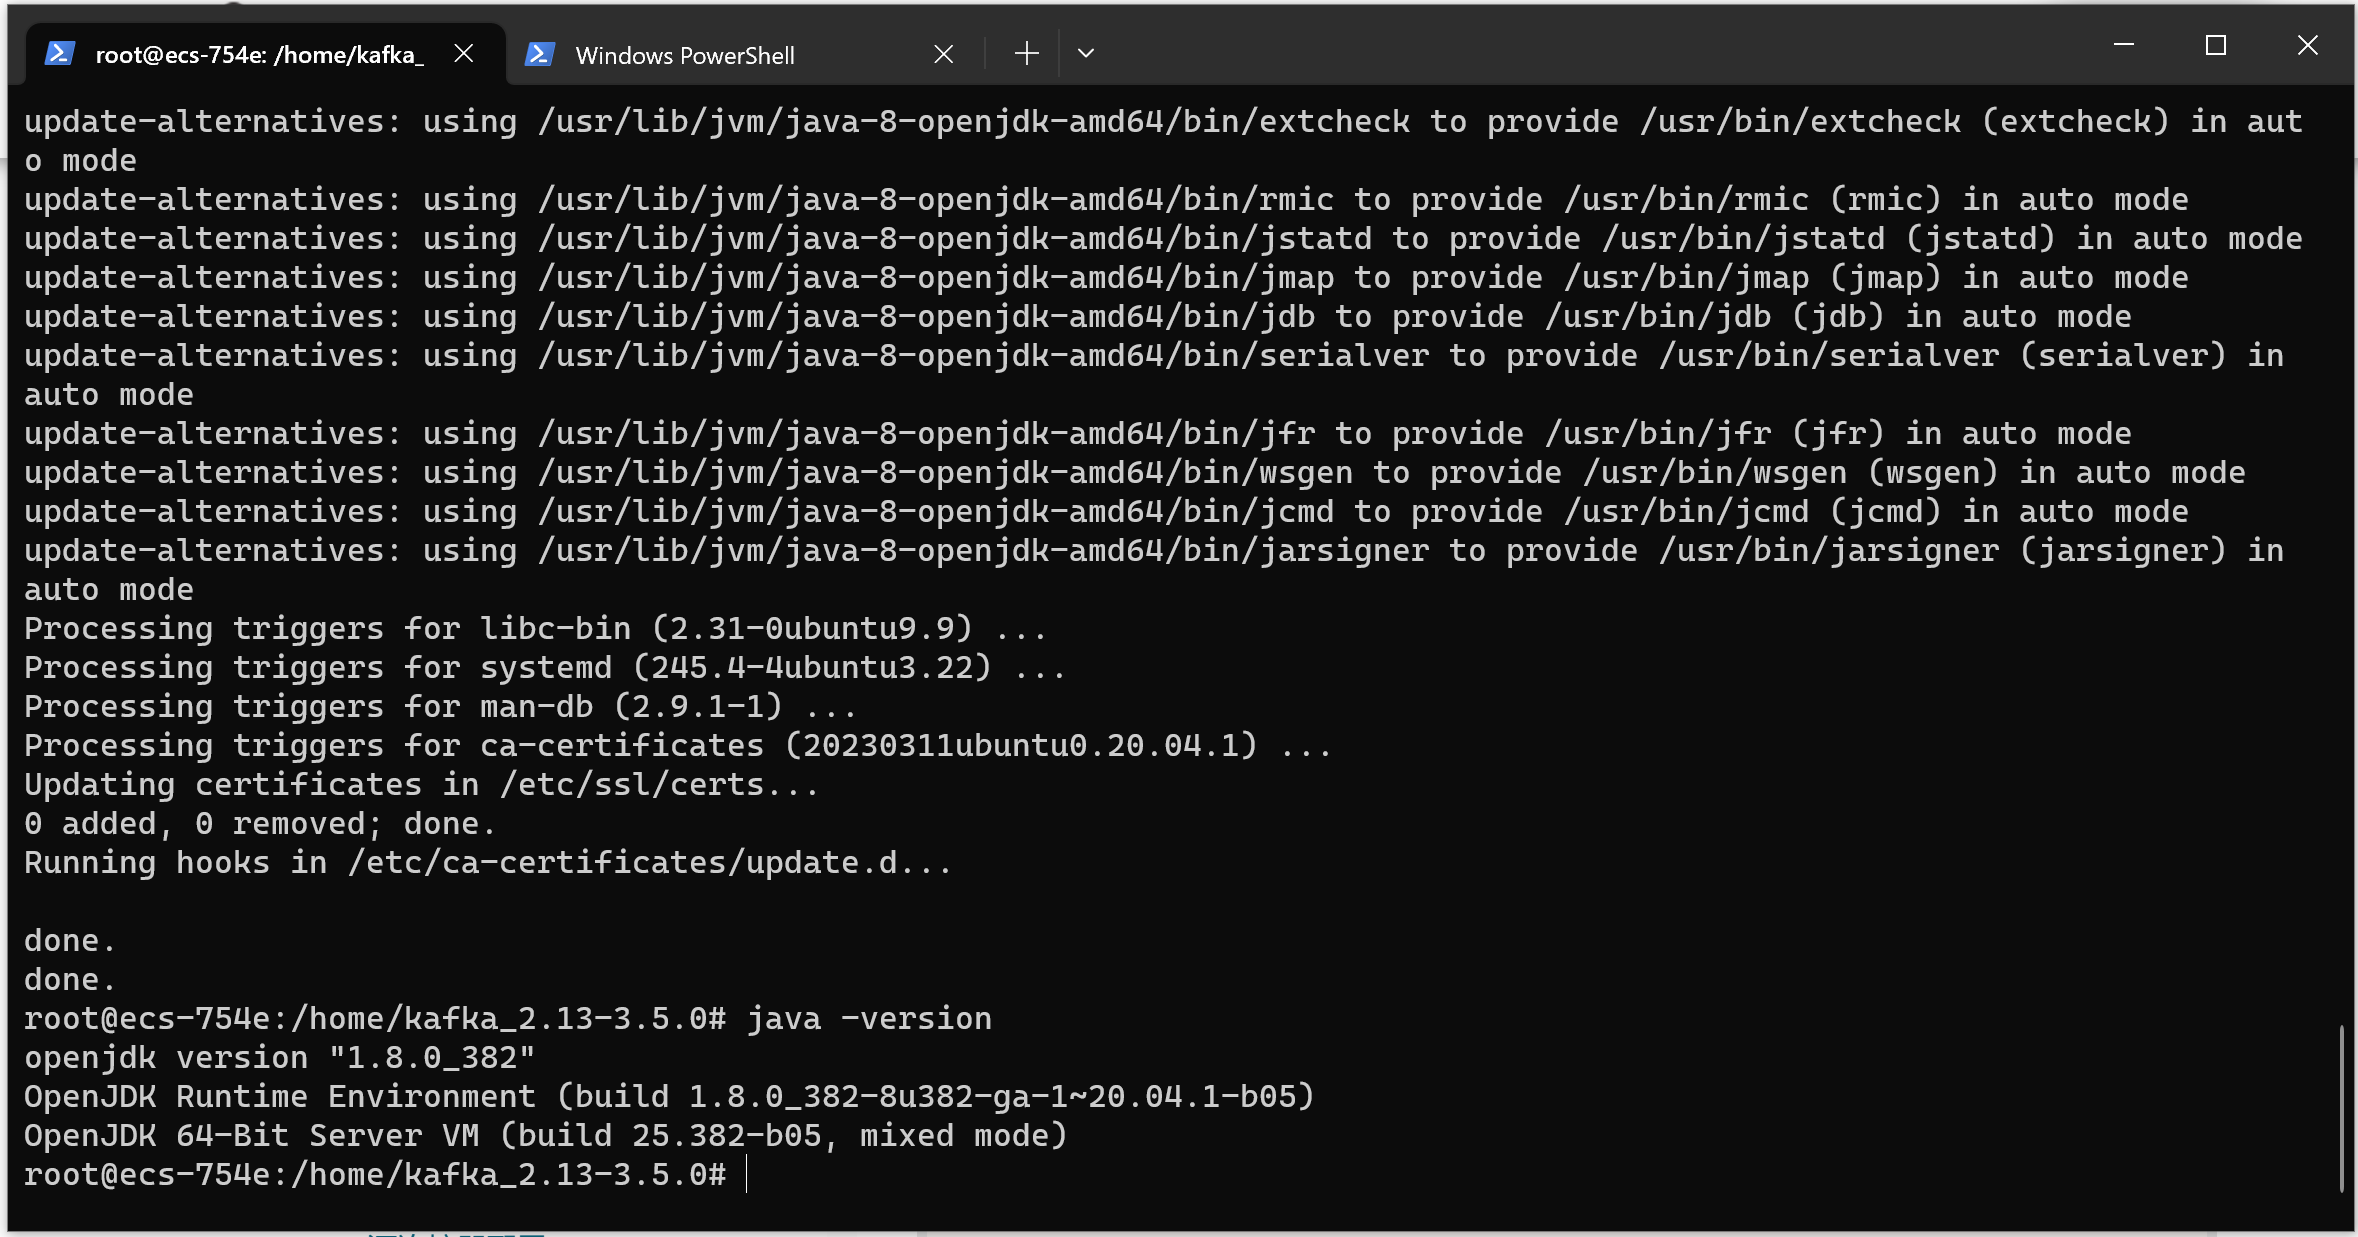 root@ecs-754e: /home/kafka_
Windows PowerShell
update-alternatives: using /usr/lib/jvm/java-8-openjdk-amd64/bin/extcheck to provide /usr/bin/extcheck (extcheck) in aut
o mode
update-alternatives: using /usr/lib/jvm/java-8-openjdk-amd64/bin/rmic to provide /usr/bin/rmic (rmic) in auto mode
update-alternatives: using /usr/lib/jvm/java-8-openjdk-amd64/bin/jstatd to provide /usr/bin/jstatd (jstatd) in auto mode
update-alternatives: using /usr/lib/jvm/java-8-openjdk-amd64/bin/jmap to provide /usr/bin/jmap (jmap) in auto mode
update-alternatives: using /usr/lib/jvm/java-8-openjdk-amd64/bin/jdb to provide /usr/bin/jdb (jdb) in auto mode
update-alternatives: using /usr/lib/jvm/java-8-openjdk-amd64/bin/serialver to provide /usr/bin/serialver (serialver) in
auto mode
update-alternatives: using /usr/lib/jvm/java-8-openjdk-amd64/bin/jfr to provide /usr/bin/jfr (jfr) in auto mode
update-alternatives: using /usr/lib/jvm/java-8-openjdk-amd64/bin/wsgen to provide /usr/bin/wsgen (wsgen) in auto mode
update-alternatives: using /usr/lib/jvm/java-8-openjdk-amd64/bin/jcmd to provide /usr/bin/jcmd (jcmd) in auto mode
update-alternatives: using /usr/lib/jvm/java-8-openjdk-amd64/bin/jarsigner to provide /usr/bin/jarsigner (jarsigner) in
auto mode
Processing triggers for libc-bin (2.31-0ubuntu9.9) ...
Processing triggers for systemd (245.4-4ubuntu3.22) ...
Processing triggers for man-db (2.9.1-1) ...
Processing triggers for ca-certificates (20230311ubuntu0.20.04.1) ...
Updating certificates in /etc/ssl/certs...
0 added, 0 removed; done.
Running hooks in /etc/ca-certificates/update.d...
done.
done.
root@ecs-754e:/home/kafka_2.13-3.5.0# java -version
openjdk version "1.8.0_382"
OpenJDK Runtime Environment (build 1.8.0_382-8u382-ga-1~20.04.1-b05)
OpenJDK 64-Bit Server VM (build 25.382-b05, mixed mode)
root@ecs-754e:/home/kafka_2.13-3.5.0#